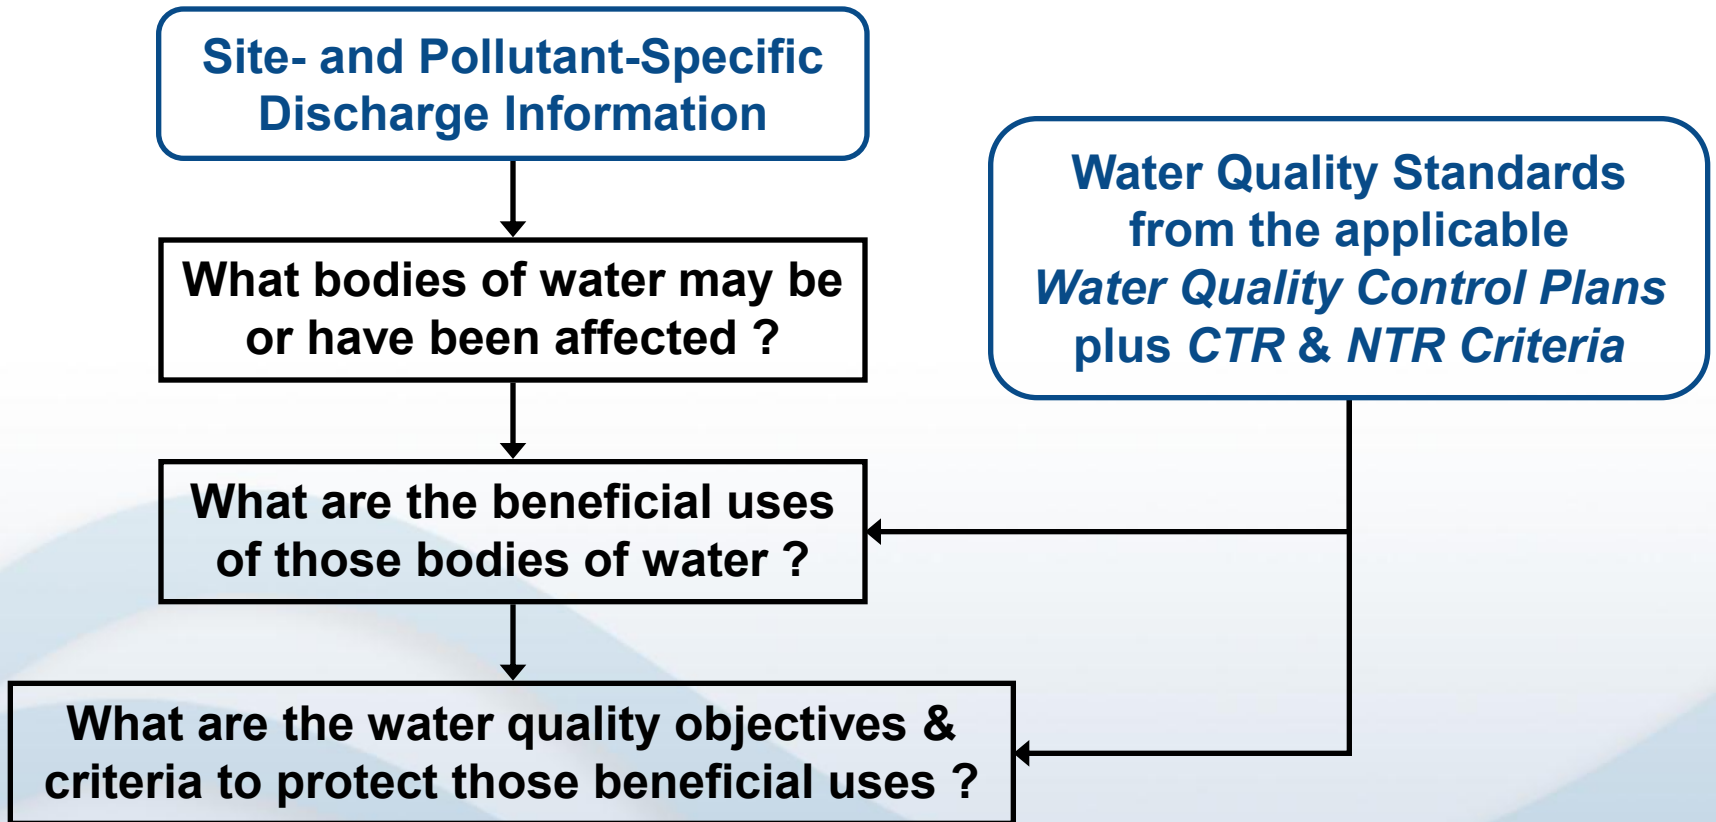 Site- and Pollutant-Specific
Discharge Information
What bodies of water may be
or have been affected ?
What are the beneficial uses
of those bodies of water ?
What are the water quality objectives &
criteria to protect those beneficial uses ?
Water Quality Standards
from the applicable
Water Quality Control Plans
plus CTR & NTR Criteria